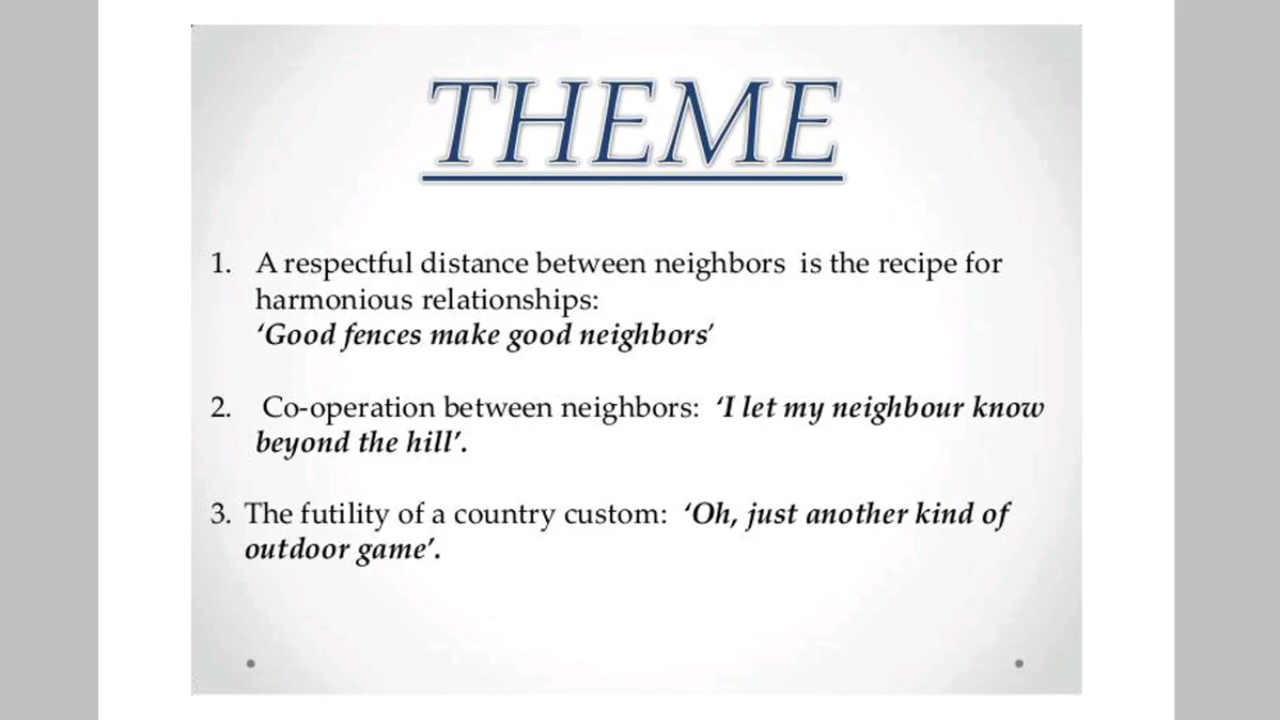 THEME
1. A respectful distance between neighbors is the recipe for
harmonious relationships:
‘Good fences make good neighbors’
2. Co-operation between neighbors: ‘I let my neighbour know
beyond the hill’.
3. The futility of a country custom: ‘Oh, just another kind of
outdoor game’.